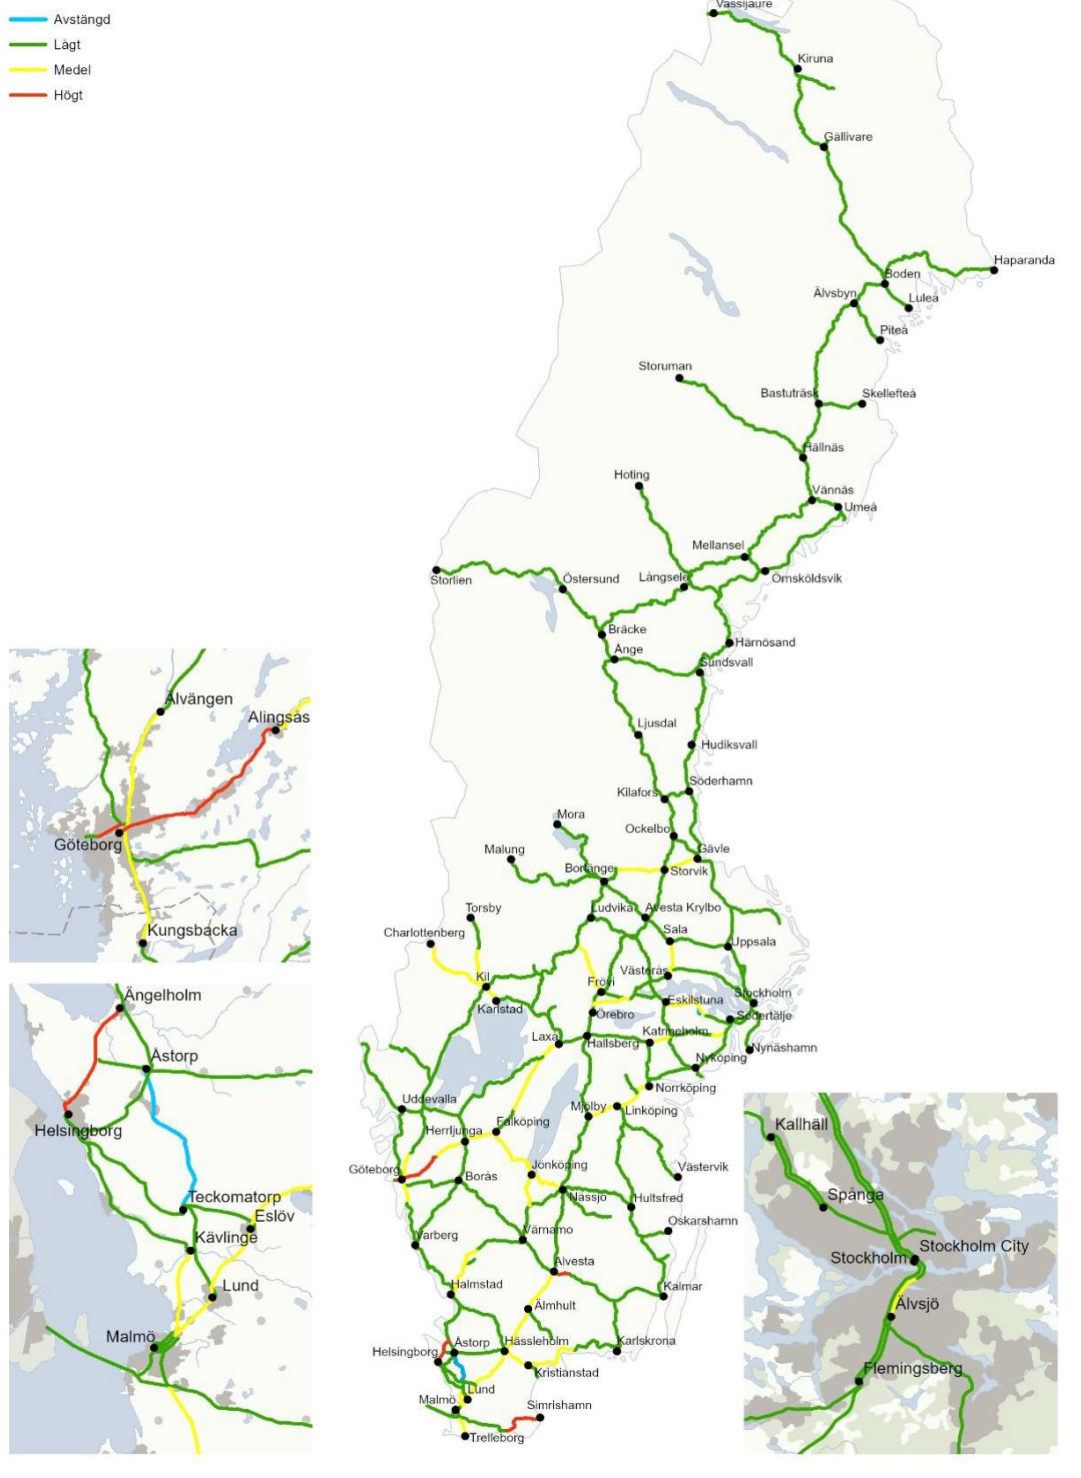 Avstängd
Lågt
Medel
Högt
Vassijaure
Kiruna
Gällivare
Haparanda
Boden
Älvsbyn
Luleå
Piteå
Storuman
Bastuträsk
Skellefteå
Hällnäs
Hoting
Vännäs
Umeå
Mellansel
Storlien
Östersund
Långsele
Örnsköldsvik
Bräcke
Härnösand
Ånge
Sundsvall
Ljusdal
Hudiksvall
Söderhamn
Kilafors
Mora
Ockelbo
Malung
Gävle
Borlänge
Storvik
Torsby
Ludvika
Avesta Krylbo
Charlottenberg
Sala
Uppsala
Kil
Västerås
Frövi
Karlstad
Eskilstuna
Stockholm
Örebro
Södertälje
Laxå
Hallsberg
Katrineholm
Nynäshamn
Nyköping
Norrköping
Uddevalla
Mjölby
Linköping
Herrljunga
Falköping
Göteborg
Borås
Jönköping
Västervik
Nässjö
Hultsfred
Oskarshamn
Varberg
Värnamo
Alvesta
Halmstad
Kalmar
Älmhult
Helsingborg
Åstorp
Hässleholm
Karlskrona
Kristianstad
Malmö
Lund
Simrishamn
Trelleborg
Älvängen
Alingsås
Göteborg
Kungsbacka
Ängelholm
Åstorp
Helsingborg
Teckomatorp
Eslöv
Kävlinge
Lund
Malmö
Kallhäll
Spånga
Stockholm City
Stockholm
Älvsjö
Flemingsberg